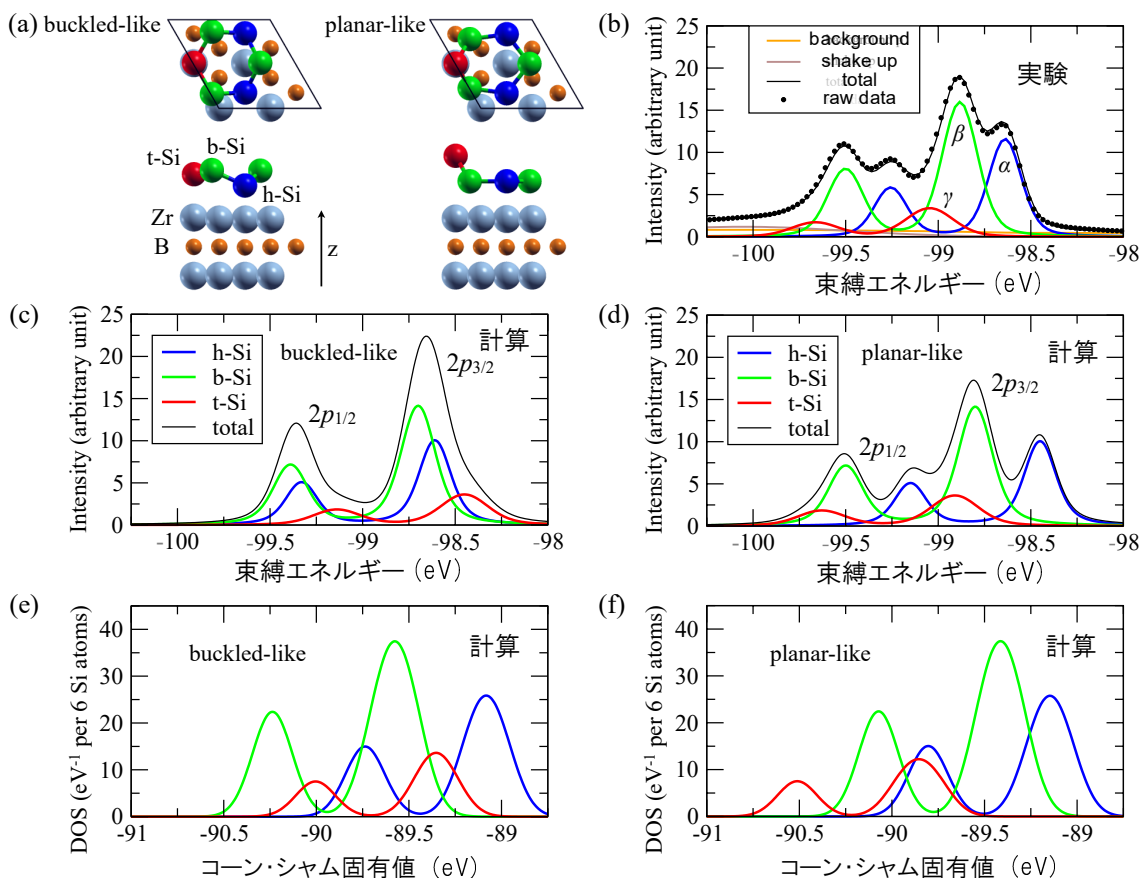 (a)
buckled-like
planar-like
t-Si
b-Si
h-Si
Zr
B
z
(b)
Intensity (arbitrary unit)
25
20
15
10
5
0
background
shake up
total
raw data
実験
α
β
γ
-100
-99.5
-99
-98.5
-98
束縛エネルギー (eV)
(c)
Intensity (arbitrary unit)
25
20
15
10
5
0
h-Si
b-Si
t-Si
total
buckled-like
計算
2p1/2
2p3/2
-100
-99.5
-99
-98.5
-98
束縛エネルギー (eV)
(d)
Intensity (arbitrary unit)
25
20
15
10
5
0
h-Si
b-Si
t-Si
total
planar-like
計算
2p1/2
2p3/2
-100
-99.5
-99
-98.5
-98
束縛エネルギー (eV)
(e)
DOS (eV⁻¹ per 6 Si atoms)
40
30
20
10
0
buckled-like
計算
-91
-90.5
-90
-89.5
-89
コーン・シャム固有値 (eV)
(f)
DOS (eV⁻¹ per 6 Si atoms)
40
30
20
10
0
planar-like
計算
-91
-90.5
-90
-89.5
-89
コーン・シャム固有値 (eV)